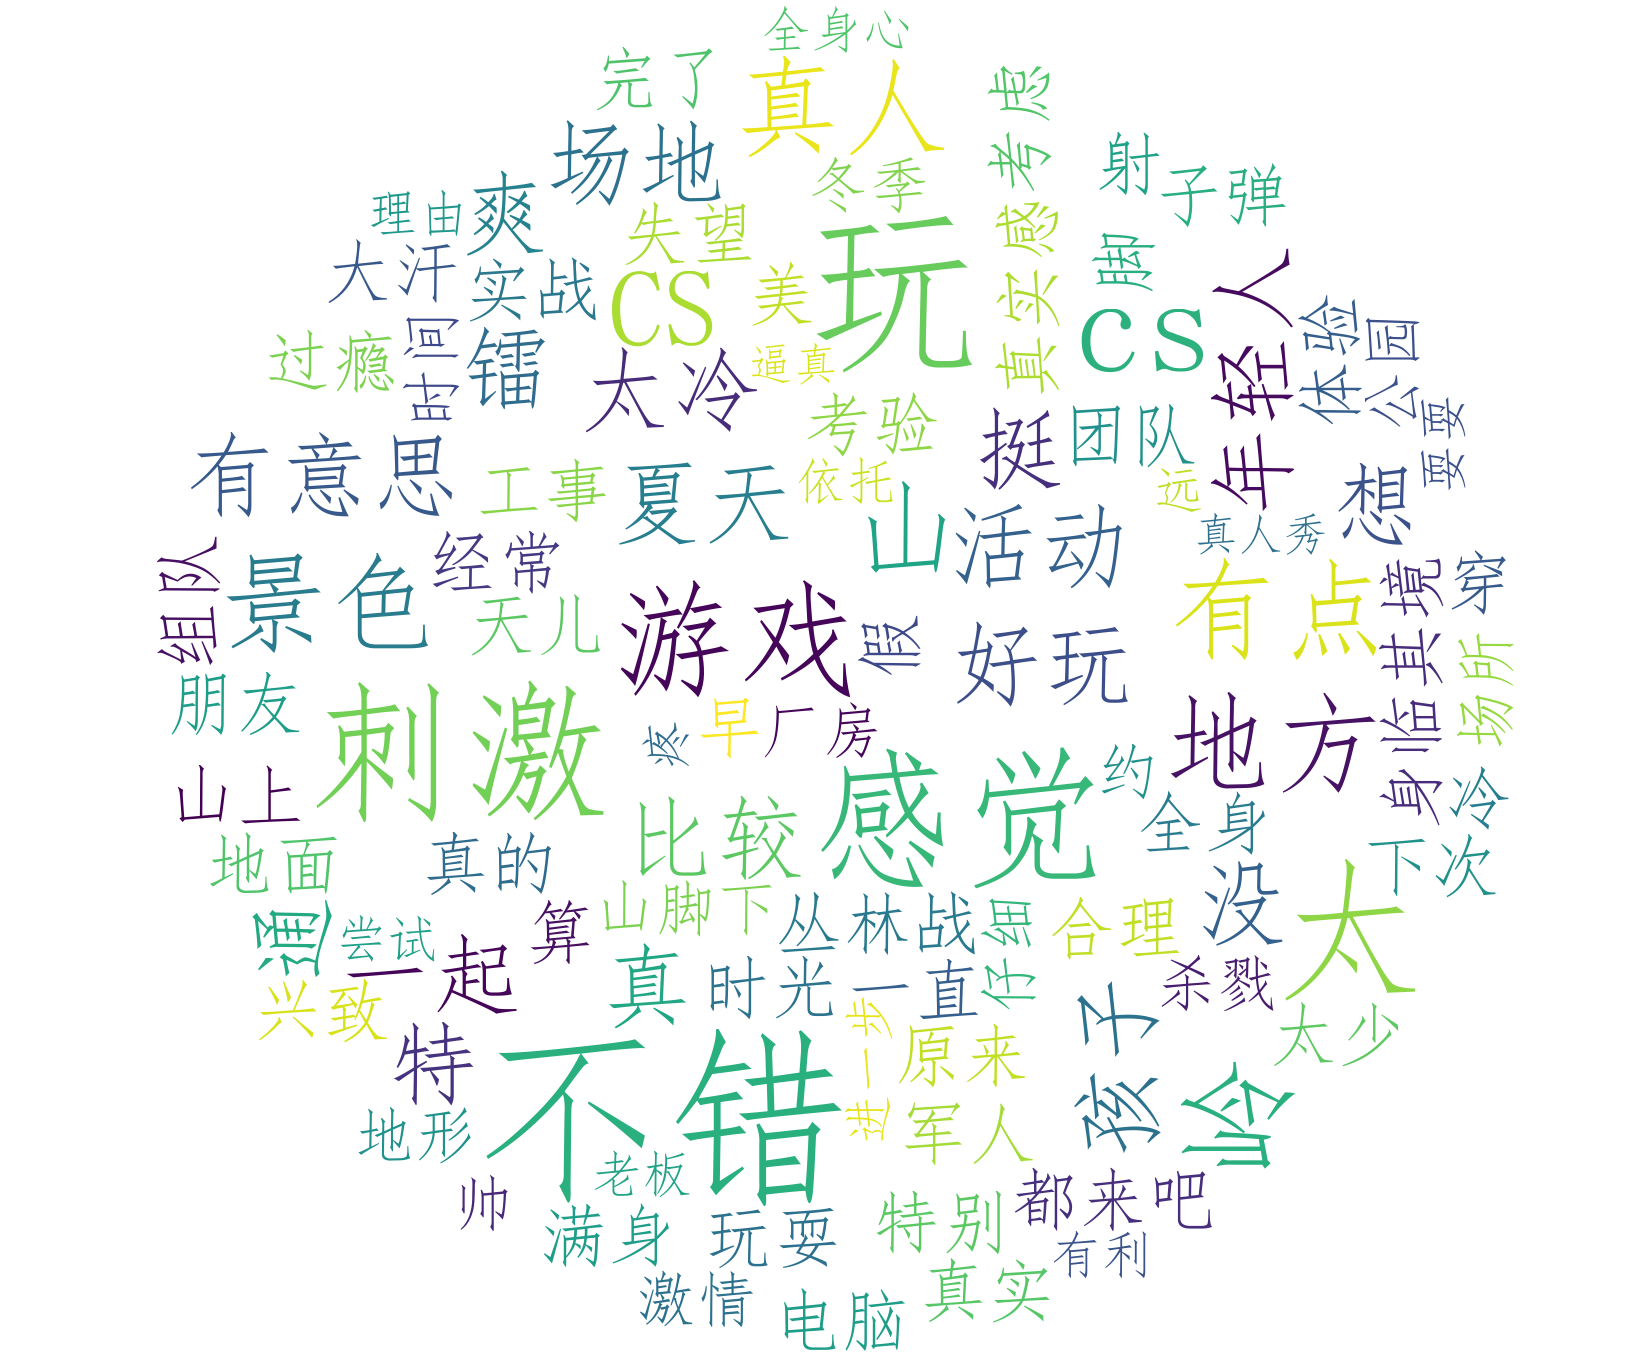 全身心
完了
真人
考虑
场地
冬季
射
子弹
理由
爽
失望
玩
真实感
脚
大汗
实战
CS
美
cs
年轻人
体验
公园
过瘾
时间
镭
太冷
逼真
耍耍
有意思
工事
夏天
考验
依托
挺
团队
远
想
山
活动
真人秀
组队
景色
经常
天儿
游戏
假
好玩
有点
身临其境
穿
场所
朋友
刺激
疼
早
厂房
地方
山上
感觉
约
全身
冷
地面
真的
比较
下次
通
尝试
算
山脚下
丛林战
仔细
合理
没
太
一起
真
时光
一直
杀戮
兴致
特
不错
进一步
原来
孩子
太少
地形
军人
哈
帅
老板
都来吧
满身
玩耍
特别
有利
激情
电脑
真实